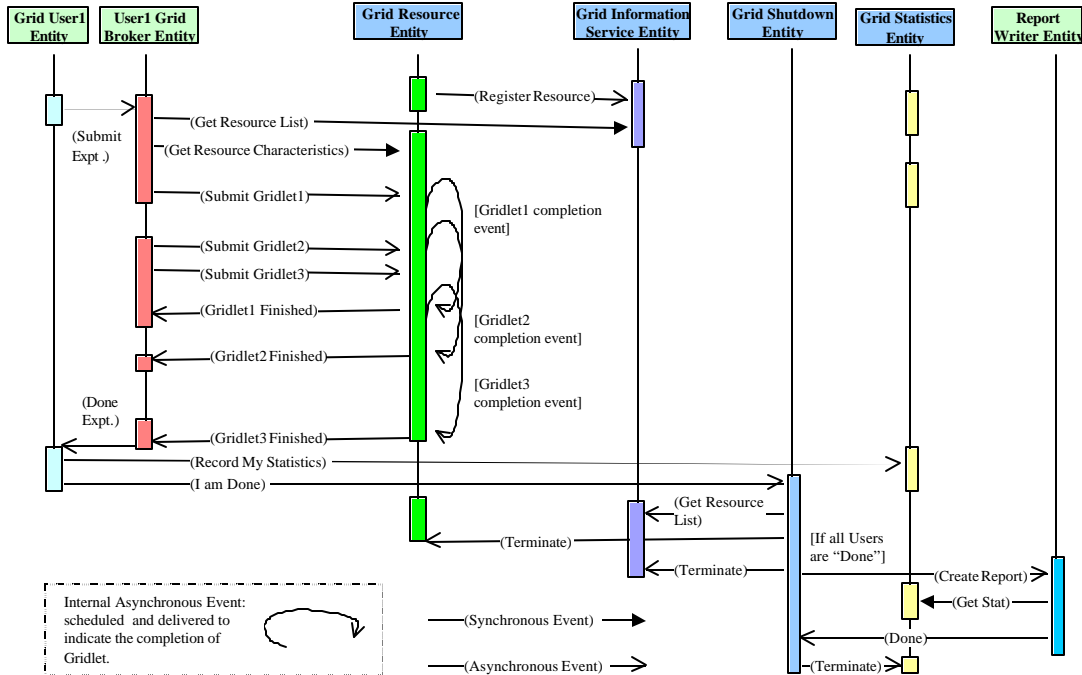 Grid User1
Entity
User1 Grid
Broker Entity
Grid Resource
Entity
Grid Information
Service Entity
Grid Shutdown
Entity
Grid Statistics
Entity
Report
Writer Entity
(Register Resource)
(Get Resource List)
(Submit
Expt .)
(Get Resource Characteristics)
(Submit Gridlet1)
[Gridlet1 completion
event]
(Submit Gridlet2)
(Submit Gridlet3)
(Gridlet1 Finished)
[Gridlet2
completion event]
(Gridlet2 Finished)
[Gridlet3
completion event]
(Done
Expt.)
(Gridlet3 Finished)
(Record My Statistics)
(I am Done)
(Get Resource
List)
(Terminate)
[If all Users
are “Done”]
(Terminate)
(Create Report)
(Get Stat)
(Done)
(Terminate)
Internal Asynchronous Event:
scheduled and delivered to
indicate the completion of
Gridlet.
(Synchronous Event)
(Asynchronous Event)